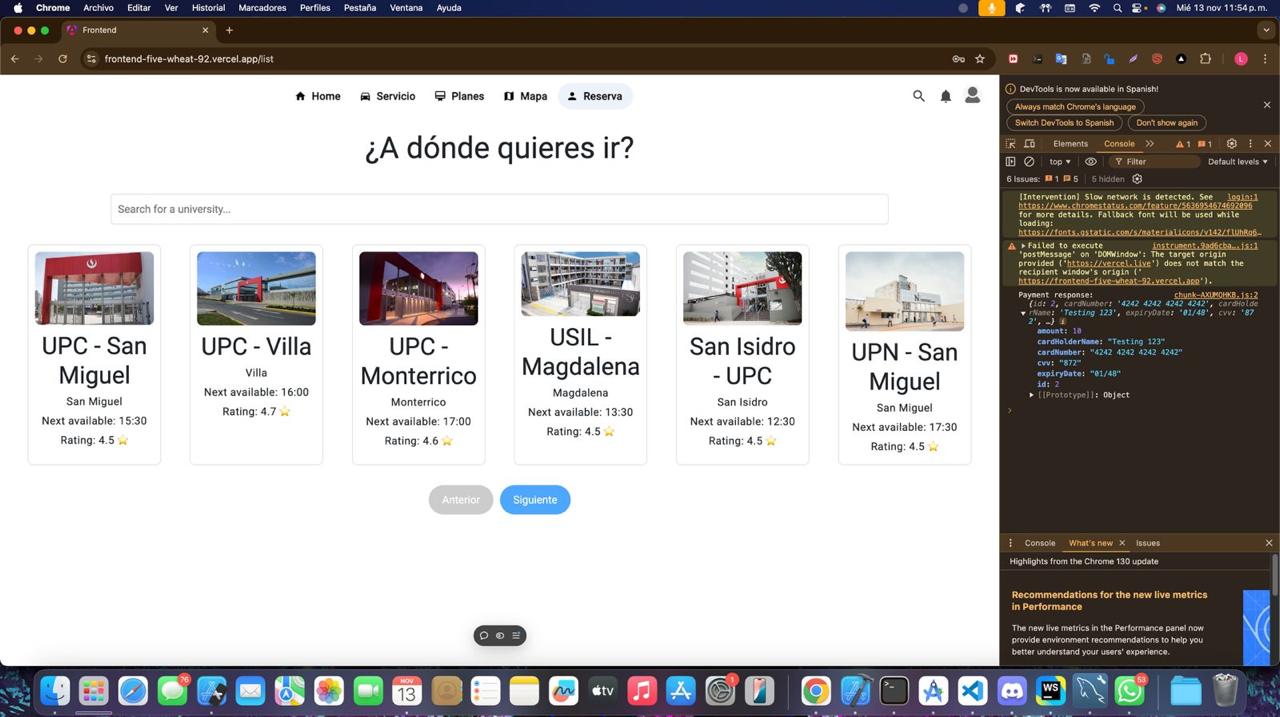 Chrome Archivo Editar Ver Historial Marcadores Perfiles Pestaña Ventana Ayuda
Mié 13 nov 11:54 p.m.
Frontend
frontend-five-wheat-92.vercel.app/list
L
Home Servicio Planes Mapa Reserva
¿A dónde quieres ir?
Search for a university...
UPC - San
Miguel
San Miguel
Next available: 15:30
Rating: 4.5 ⭐
UPC - Villa
Villa
Next available: 16:00
Rating: 4.7 ⭐
UPC -
Monterrico
Monterrico
Next available: 17:00
Rating: 4.6 ⭐
USIL -
Magdalena
Magdalena
Next available: 13:30
Rating: 4.5 ⭐
San Isidro
- UPC
San Isidro
Next available: 12:30
Rating: 4.5 ⭐
UPN - San
Miguel
San Miguel
Next available: 17:30
Rating: 4.5 ⭐
Anterior Siguiente
DevTools is now available in Spanish!
Always match Chrome's language
Switch DevTools to Spanish Don't show again
Elements Console 1 1
top Filter Default levels
6 Issues: 1 5 5 hidden
[Intervention] Slow network is detected. See login:1
https://www.chromestatus.com/feature/5636954674692096
for more details. Fallback font will be used while
loading:
https://fonts.gstatic.com/s/materialicons/v142/flUhRq6…
Failed to execute instrument.9ad6cba….js:1
'postMessage' on 'DOMWindow': The target origin
provided ('https://vercel.live') does not match the
recipient window's origin ('
https://frontend-five-wheat-92.vercel.app').
Payment response: chunk-AXUMQHKB.js:2
{id: 2, cardNumber: '4242 4242 4242 4242', cardHolde
rName: 'Testing 123', expiryDate: '01/48', cvv: '87
2', …}
amount: 10
cardHolderName: "Testing 123"
cardNumber: "4242 4242 4242 4242"
cvv: "872"
expiryDate: "01/48"
id: 2
[[Prototype]]: Object
Console What's new Issues
Highlights from the Chrome 130 update
Recommendations for the new live metrics
in Performance
The new live metrics in the Performance panel now
provide environment recommendations to help you
better understand your users' experience.
26
NOV
13
tv
1
WS
53